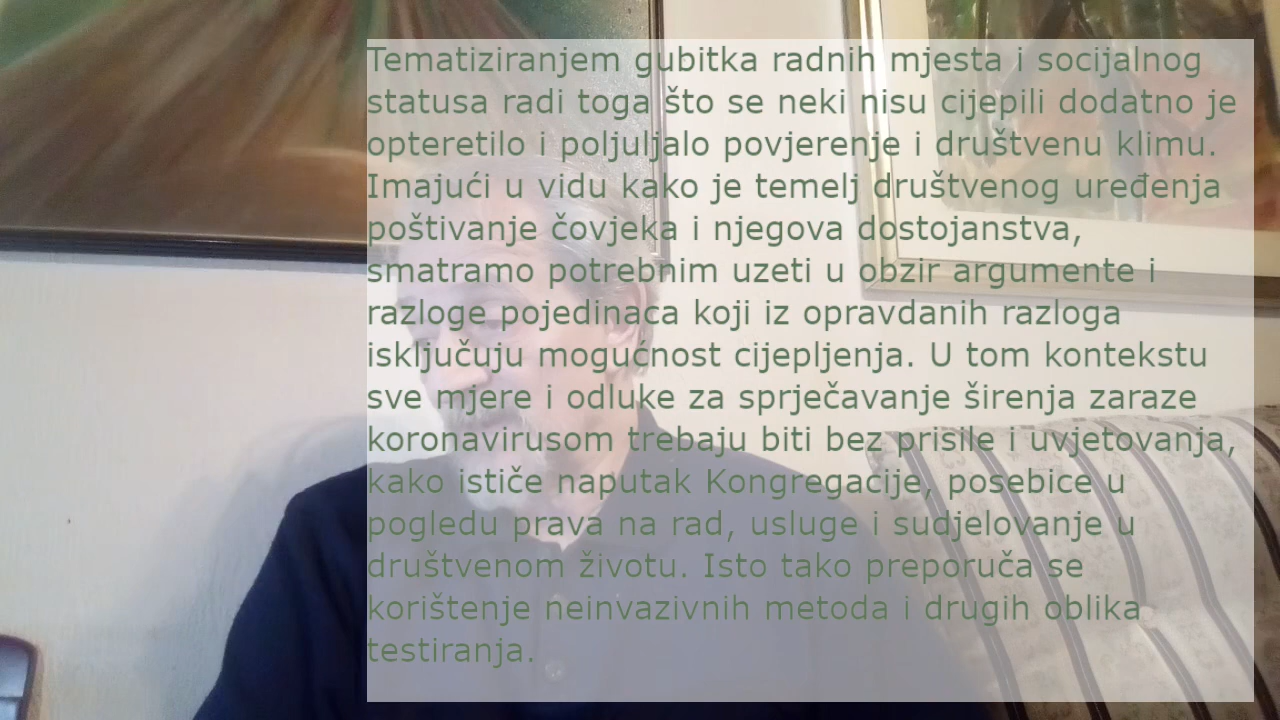 Tematiziranjem gubitka radnih mjesta i socijalnog
statusa radi toga što se neki nisu cijepili dodatno je
opteretilo i poljuljalo povjerenje i društvenu klimu.
Imajući u vidu kako je temelj društvenog uređenja
poštivanje čovjeka i njegova dostojanstva,
smatramo potrebnim uzeti u obzir argumente i
razloge pojedinaca koji iz opravdanih razloga
isključuju mogućnost cijepljenja. U tom kontekstu
sve mjere i odluke za sprječavanje širenja zaraze
koronavirusom trebaju biti bez prisile i uvjetovanja,
kako ističe naputak Kongregacije, posebice u
pogledu prava na rad, usluge i sudjelovanje u
društvenom životu. Isto tako preporuča se
korištenje neinvazivnih metoda i drugih oblika
testiranja.